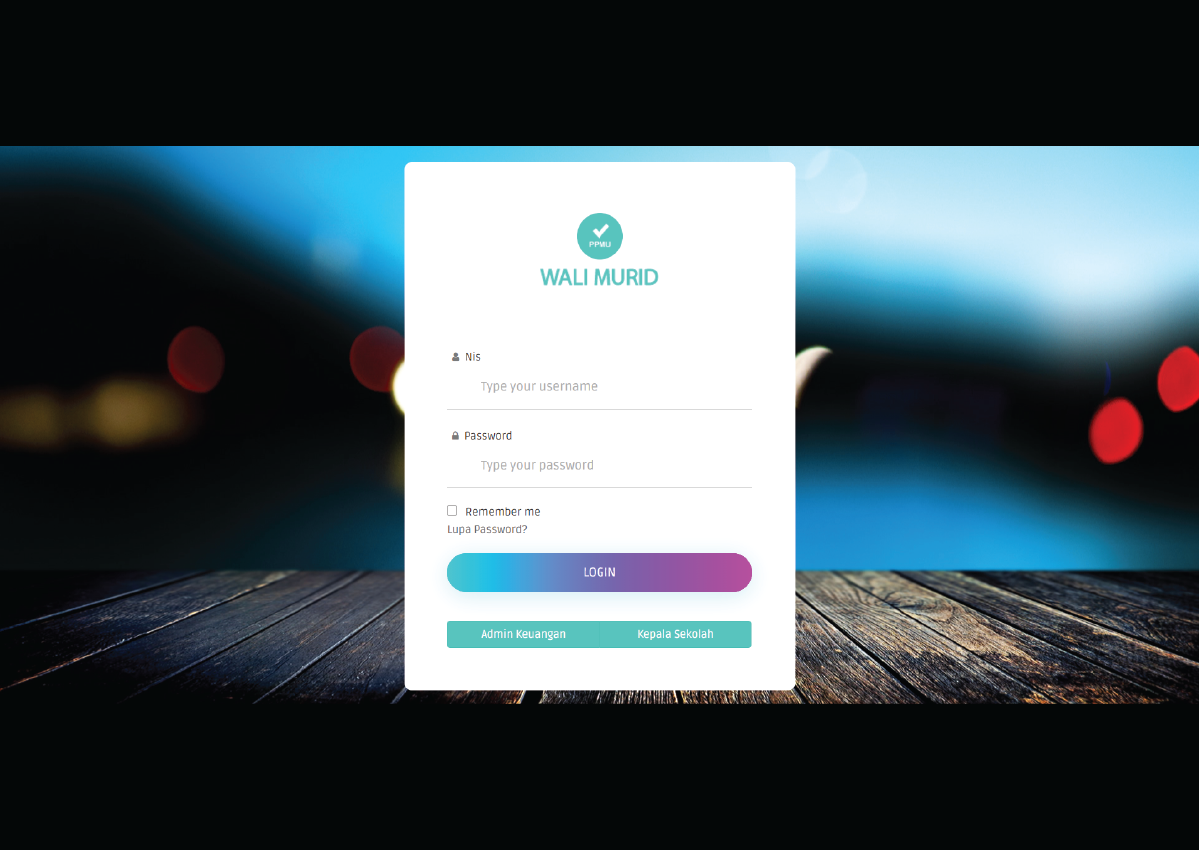 PPMU
WALI MURID
Nis
Type your username
Password
Type your password
Remember me
Lupa Password?
LOGIN
Admin Keuangan
Kepala Sekolah